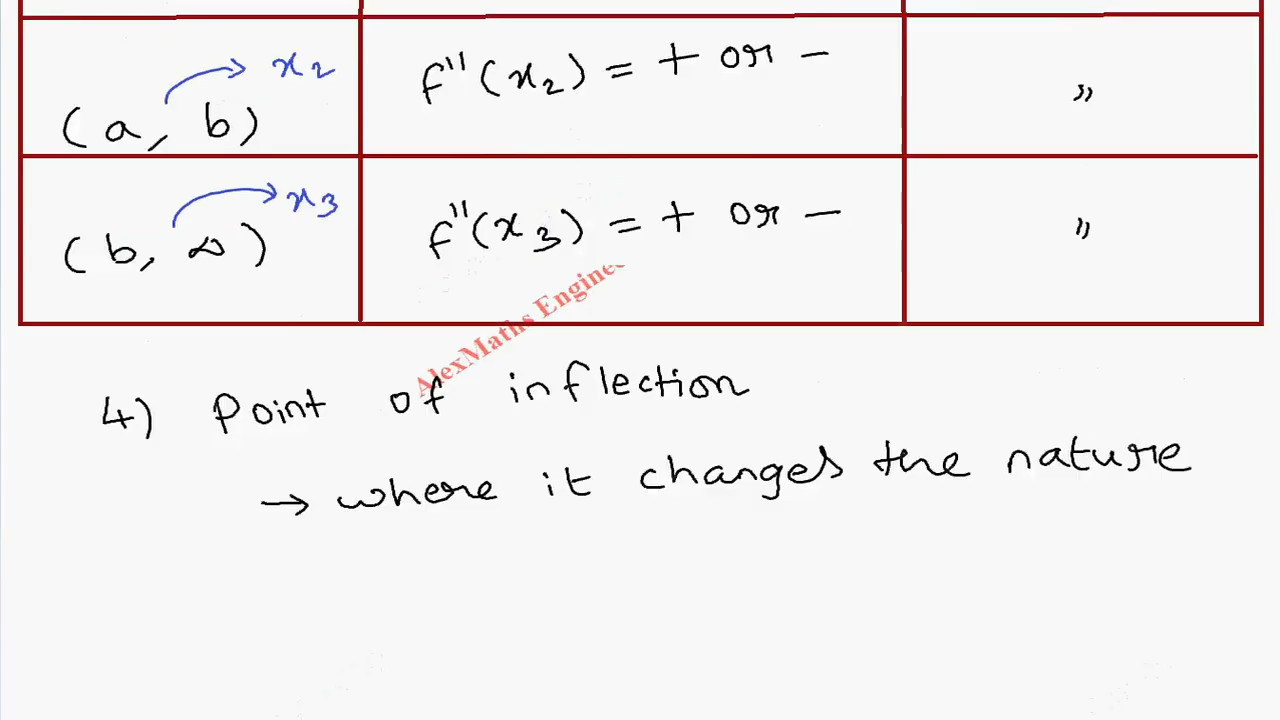 (a, b) → x2
f''(x2) = + or −
〃
(b, ∞) → x3
f''(x3) = + or −
〃
AlexMaths Enginee
4) Point of inflection
→ where it changes the nature